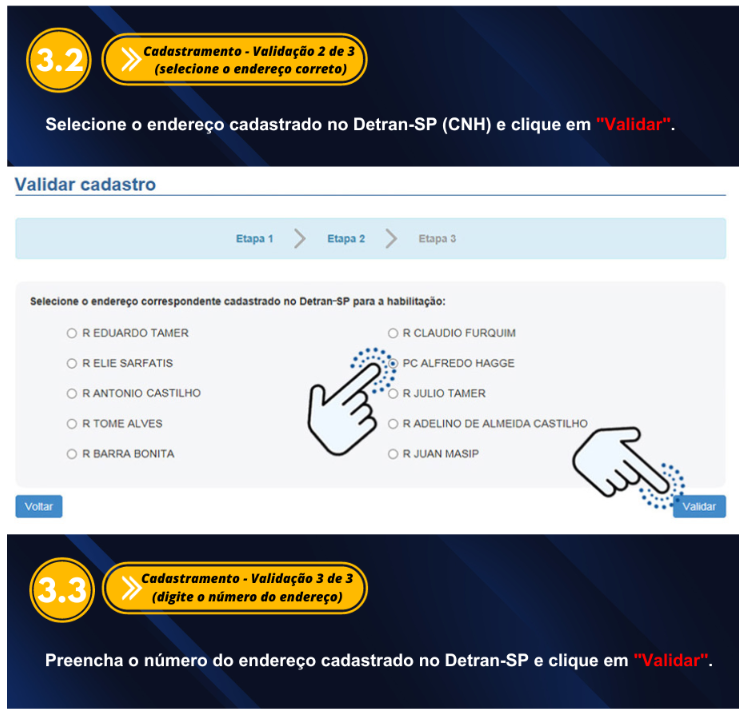 3.2
Cadastramento - Validação 2 de 3
(selecione o endereço correto)
Selecione o endereço cadastrado no Detran-SP (CNH) e clique em "Validar".
Validar cadastro
Etapa 1
Etapa 2
Etapa 3
Selecione o endereço correspondente cadastrado no Detran-SP para a habilitação:
R EDUARDO TAMER
R CLAUDIO FURQUIM
R ELIE SARFATIS
PC ALFREDO HAGGE
R ANTONIO CASTILHO
R JULIO TAMER
R TOME ALVES
R ADELINO DE ALMEIDA CASTILHO
R BARRA BONITA
R JUAN MASIP
Voltar
Validar
3.3
Cadastramento - Validação 3 de 3
(digite o número do endereço)
Preencha o número do endereço cadastrado no Detran-SP e clique em "Validar".